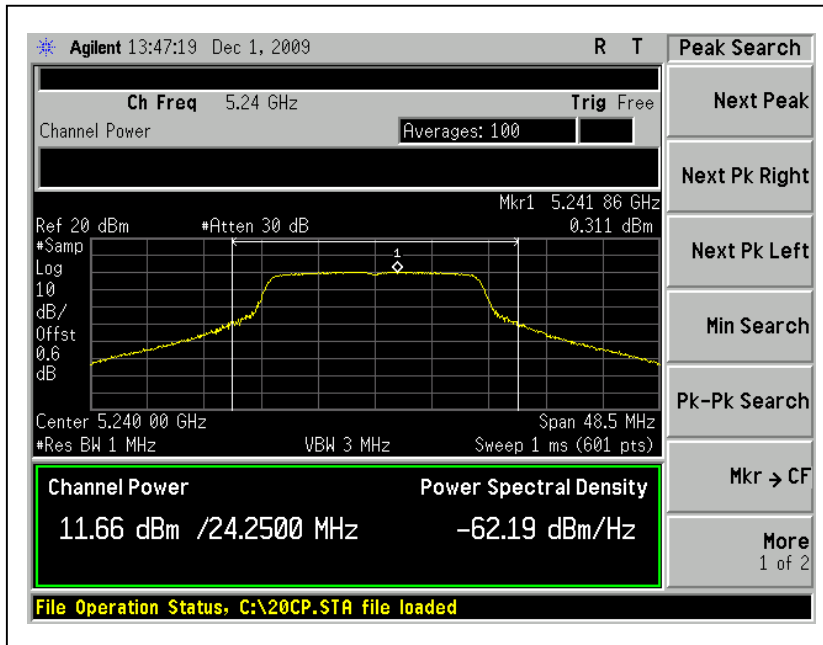 Agilent 13:47:19 Dec 1, 2009 R T
Peak Search
Ch Freq 5.24 GHz Trig Free
Channel Power Averages: 100
Mkr1 5.241 86 GHz
Ref 20 dBm #Atten 30 dB 0.311 dBm
#Samp
Log
10
dB/
Offst
0.6
dB
1
Center 5.240 00 GHz Span 48.5 MHz
#Res BW 1 MHz VBW 3 MHz Sweep 1 ms (601 pts)
Channel Power Power Spectral Density
11.66 dBm /24.2500 MHz -62.19 dBm/Hz
File Operation Status, C:\20CP.STA file loaded
Next Peak
Next Pk Right
Next Pk Left
Min Search
Pk-Pk Search
Mkr → CF
More
1 of 2